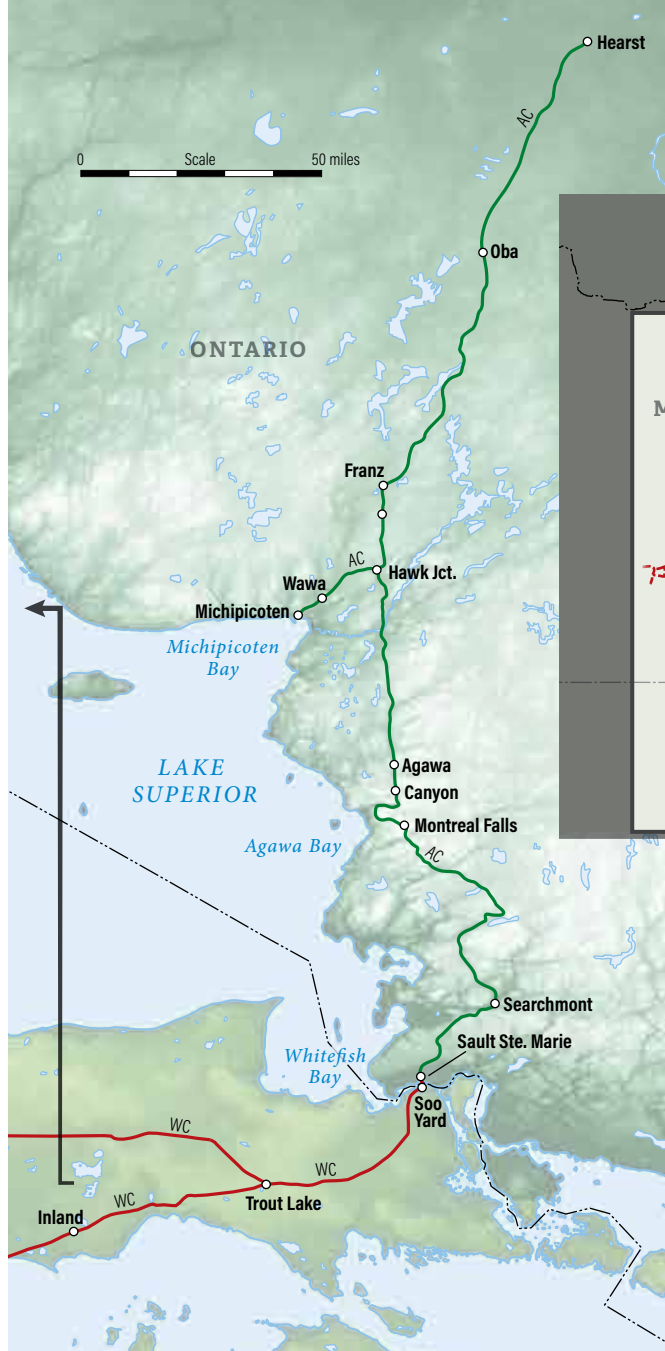 Hearst
AC
0 Scale 50 miles
Oba
ONTARIO
M
Franz
AC
Hawk Jct.
Wawa
Michipicoten
Michipicoten
Bay
LAKE
SUPERIOR
Agawa
Canyon
Agawa Bay
Montreal Falls
AC
Searchmont
Sault Ste. Marie
Whitefish
Bay
Soo
Yard
WC
WC
Trout Lake
WC
Inland